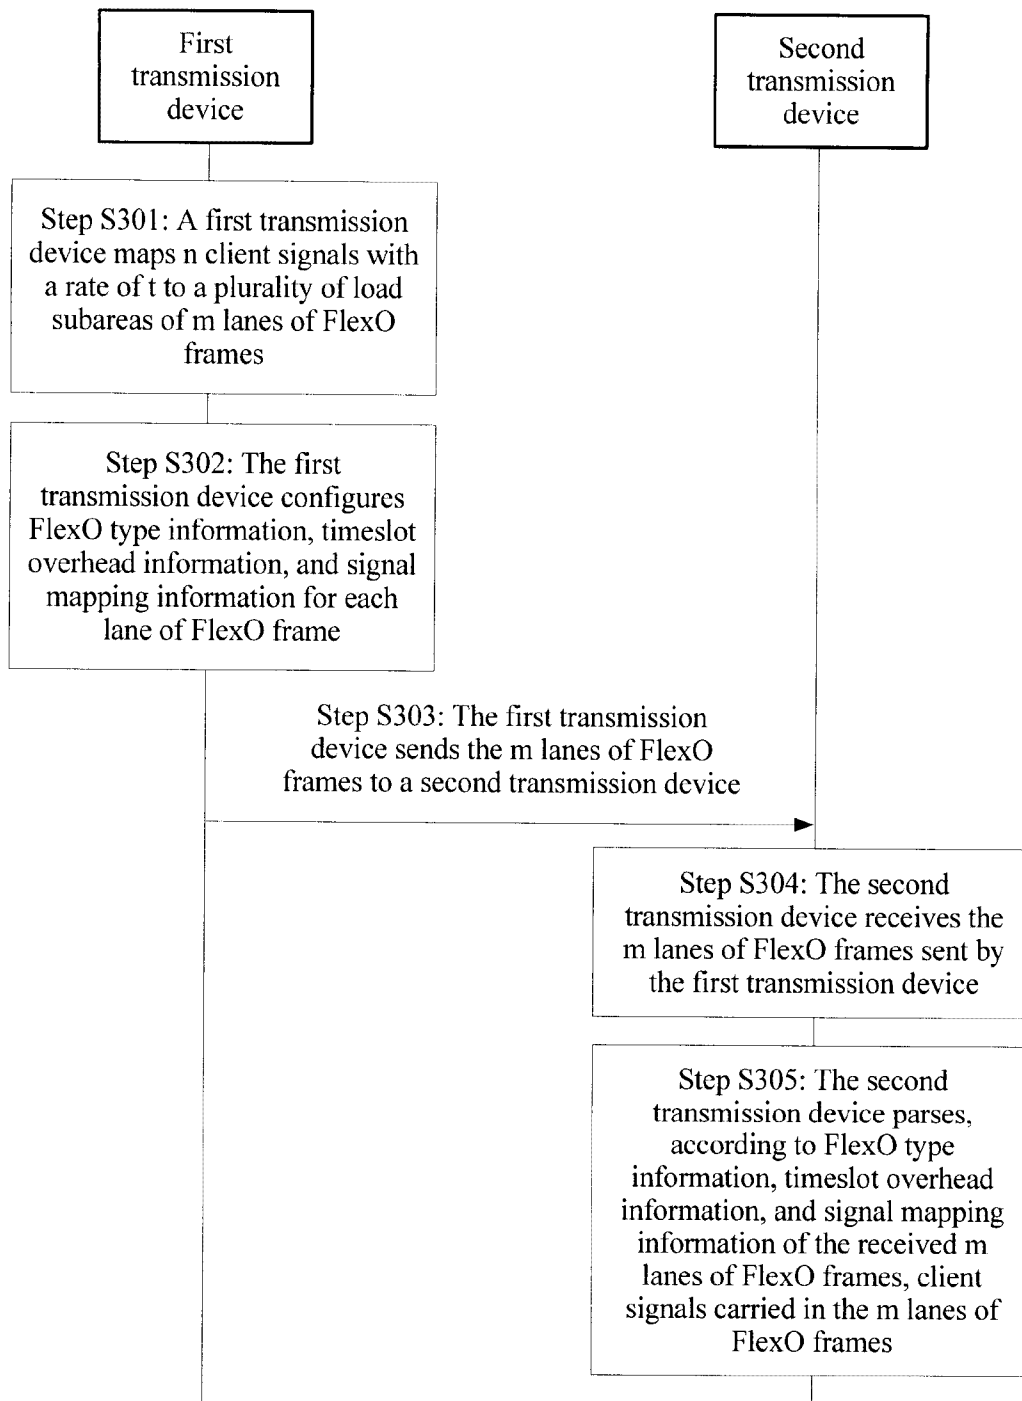 First
transmission
device
Second
transmission
device
Step S301: A first transmission
device maps n client signals with
a rate of t to a plurality of load
subareas of m lanes of FlexO
frames
Step S302: The first
transmission device configures
FlexO type information, timeslot
overhead information, and signal
mapping information for each
lane of FlexO frame
Step S303: The first transmission
device sends the m lanes of FlexO
frames to a second transmission device
Step S304: The second
transmission device receives the
m lanes of FlexO frames sent by
the first transmission device
Step S305: The second
transmission device parses,
according to FlexO type
information, timeslot overhead
information, and signal mapping
information of the received m
lanes of FlexO frames, client
signals carried in the m lanes of
FlexO frames